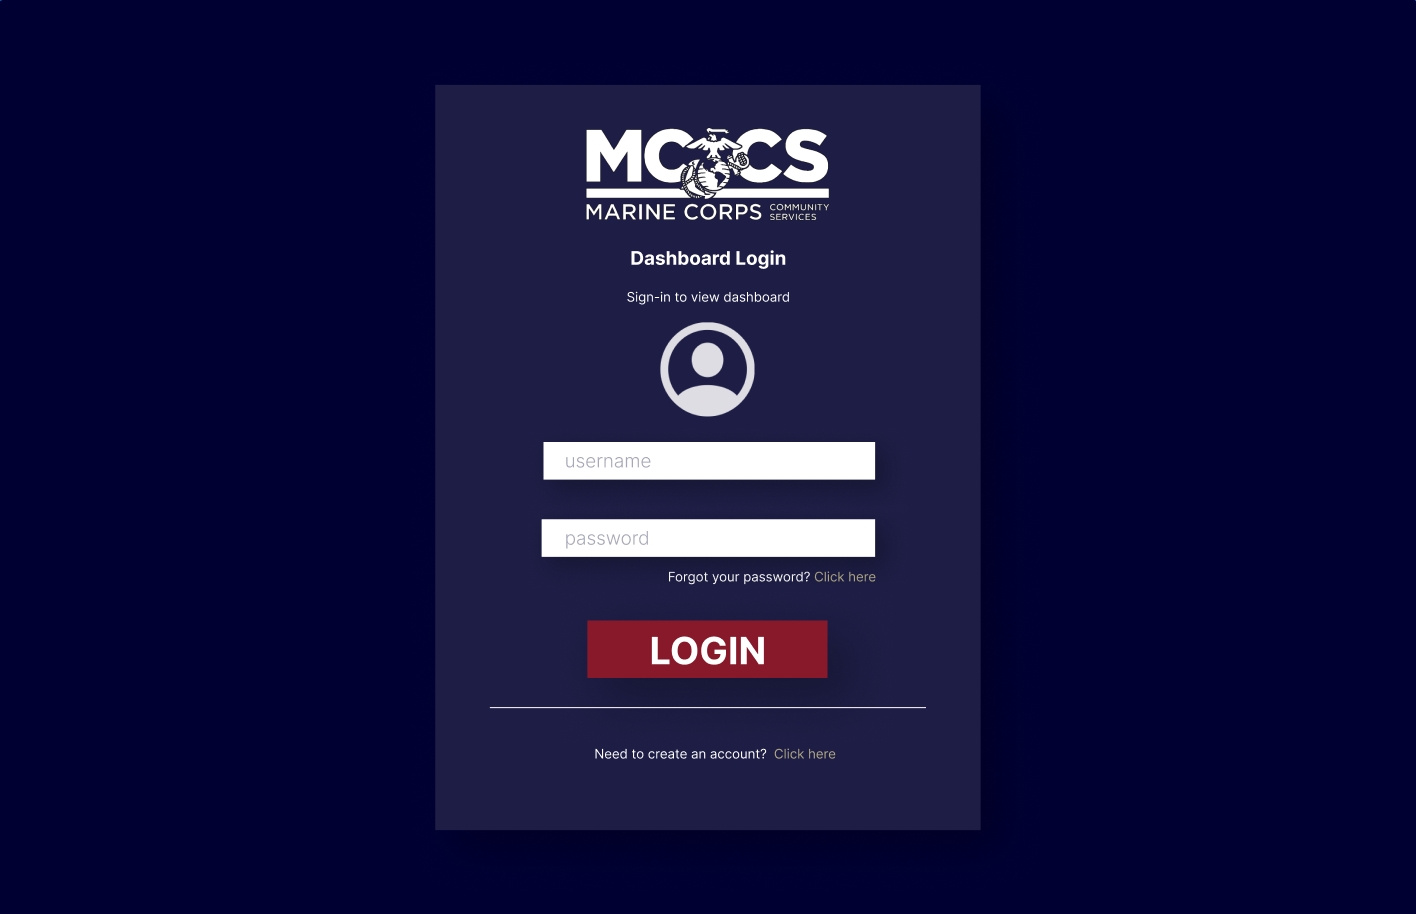 MCCS
MARINE CORPS COMMUNITY SERVICES
Dashboard Login
Sign-in to view dashboard
username
password
Forgot your password? Click here
LOGIN
Need to create an account? Click here